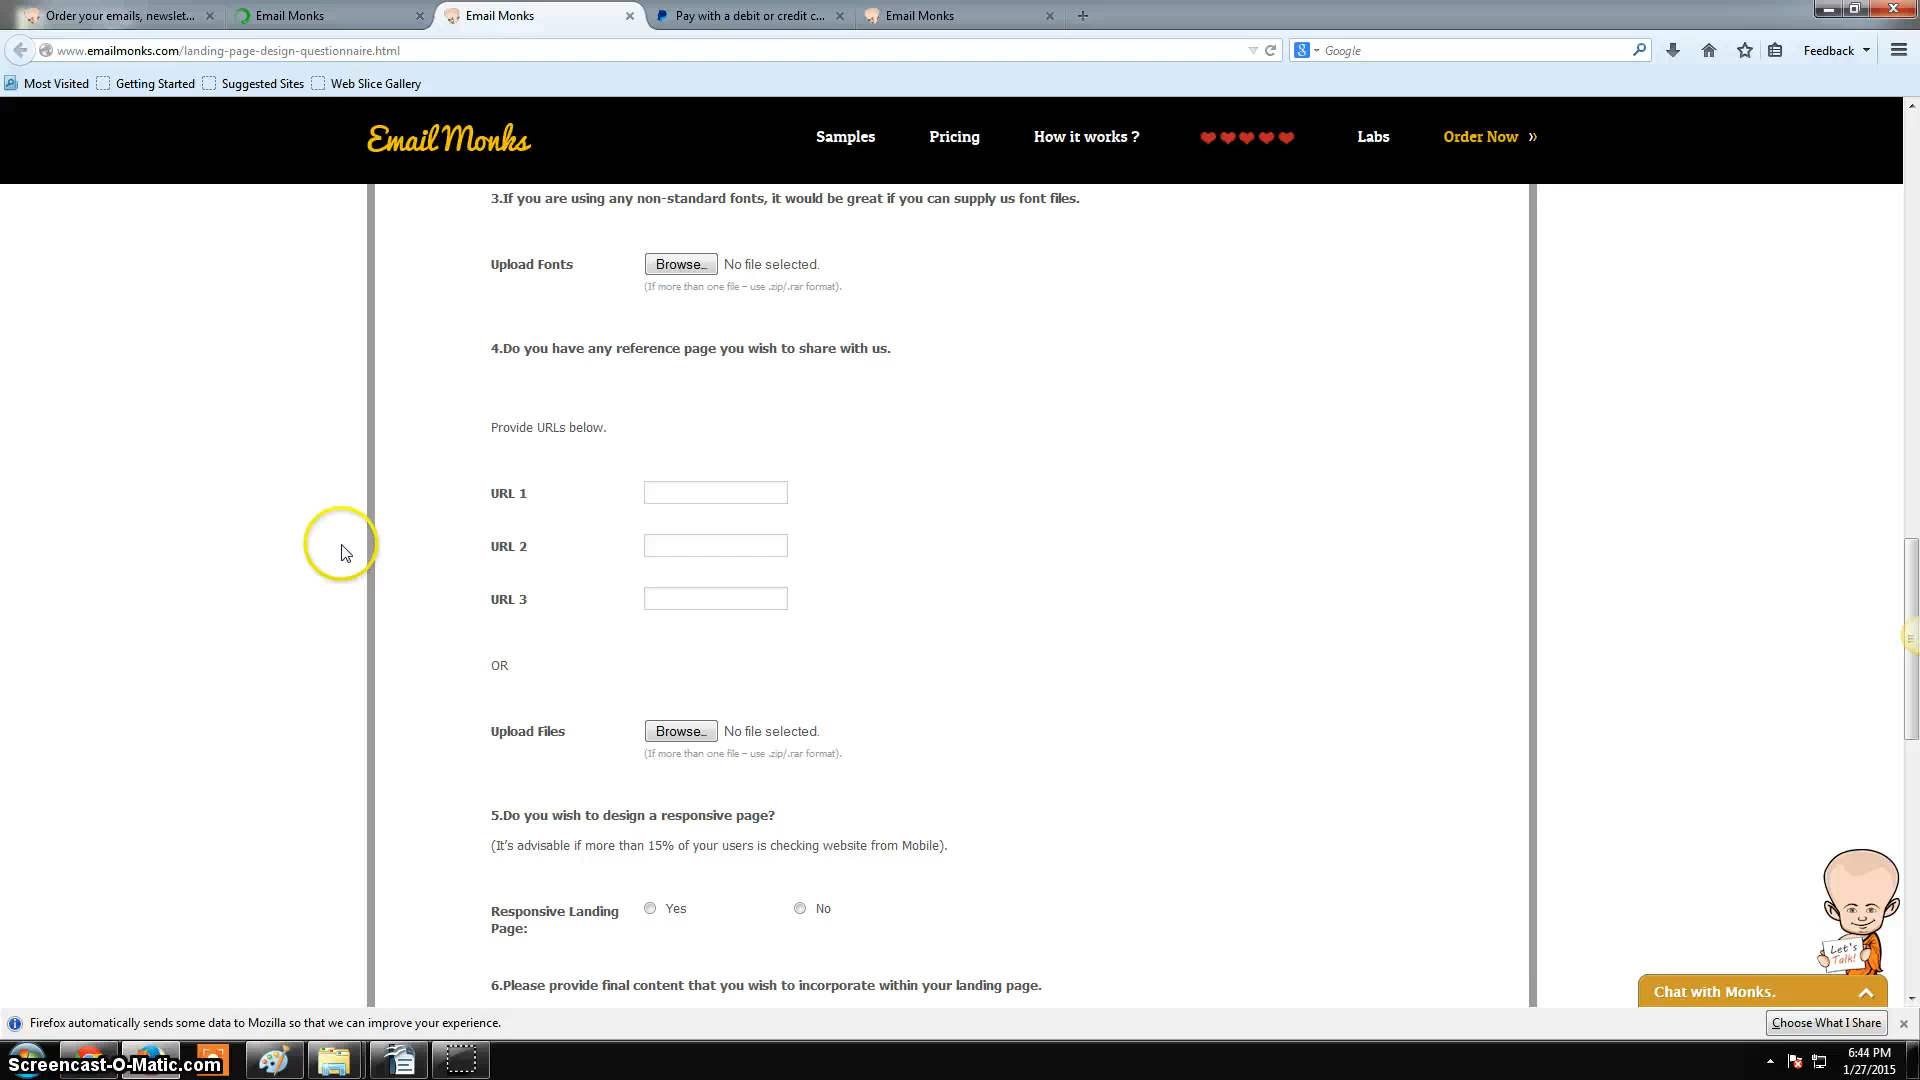 Order your emails, newslet...
Email Monks
Email Monks
Pay with a debit or credit c...
Email Monks
www.emailmonks.com/landing-page-design-questionnaire.html
Google
Feedback
Most Visited
Getting Started
Suggested Sites
Web Slice Gallery
Email Monks
Samples
Pricing
How it works ?
Labs
Order Now »
3.If you are using any non-standard fonts, it would be great if you can supply us font files.
Upload Fonts
Browse... No file selected.
(If more than one file – use .zip/.rar format).
4.Do you have any reference page you wish to share with us.
Provide URLs below.
URL 1
URL 2
URL 3
OR
Upload Files
Browse... No file selected.
(If more than one file – use .zip/.rar format).
5.Do you wish to design a responsive page?
(It's advisable if more than 15% of your users is checking website from Mobile).
Responsive Landing
Page:
Yes
No
6.Please provide final content that you wish to incorporate within your landing page.
Let's
Talk!
Chat with Monks.
Firefox automatically sends some data to Mozilla so that we can improve your experience.
Choose What I Share
Screencast-O-Matic.com
6:44 PM
1/27/2015